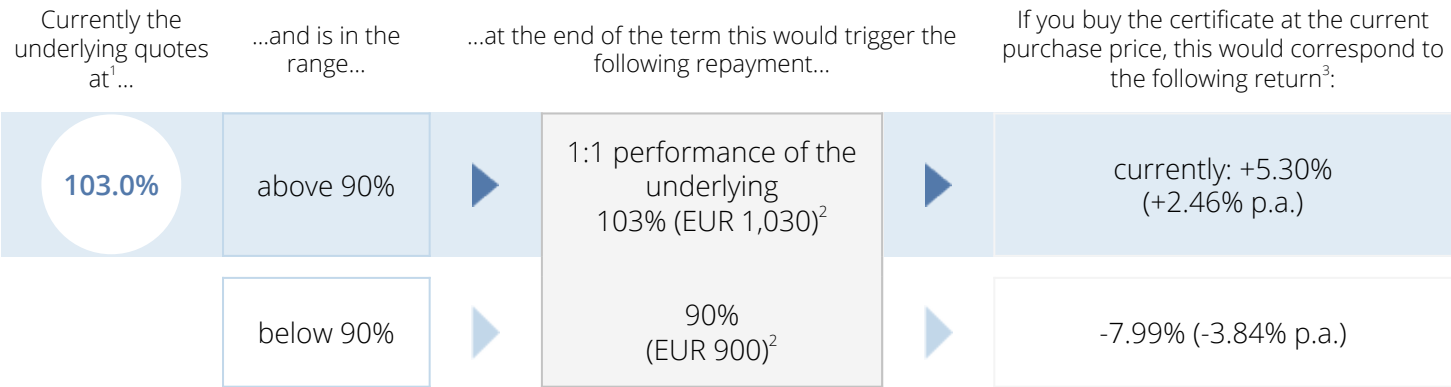 Currently the
underlying quotes
at¹...
...and is in the
range...
...at the end of the term this would trigger the
following repayment...
If you buy the certificate at the current
purchase price, this would correspond to
the following return³:
103.0%
above 90%
1:1 performance of the
underlying
103% (EUR 1,030)²
currently: +5.30%
(+2.46% p.a.)
below 90%
90%
(EUR 900)²
-7.99% (-3.84% p.a.)